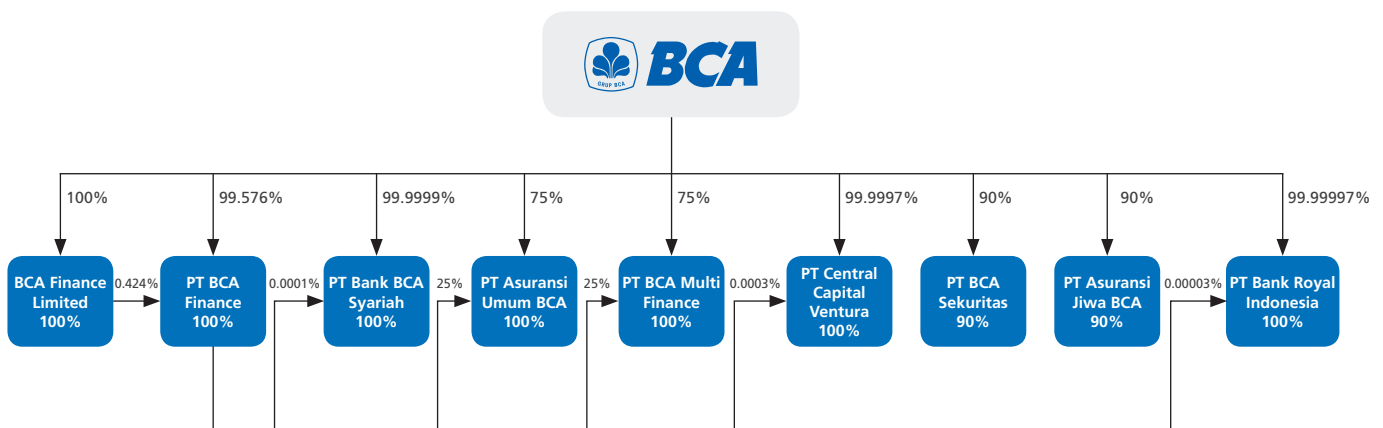 GRUP BCA
BCA
100%
99.576%
99.9999%
75%
75%
99.9997%
90%
90%
99.99997%
BCA Finance
Limited
100%
0.424%
PT BCA
Finance
100%
0.0001%
PT Bank BCA
Syariah
100%
25%
PT Asuransi
Umum BCA
100%
25%
PT BCA Multi
Finance
100%
0.0003%
PT Central
Capital
Ventura
100%
PT BCA
Sekuritas
90%
PT Asuransi
Jiwa BCA
90%
0.00003%
PT Bank Royal
Indonesia
100%